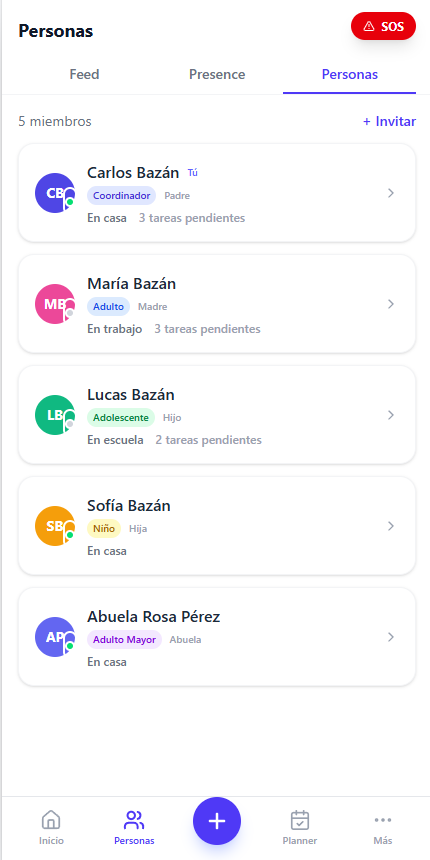 Personas
SOS
Feed Presence Personas
5 miembros + Invitar
CB
Carlos Bazán Tú
Coordinador Padre
En casa 3 tareas pendientes
MB
María Bazán
Adulto Madre
En trabajo 3 tareas pendientes
LB
Lucas Bazán
Adolescente Hijo
En escuela 2 tareas pendientes
SB
Sofía Bazán
Niño Hija
En casa
AP
Abuela Rosa Pérez
Adulto Mayor Abuela
En casa
Inicio Personas Planner Más